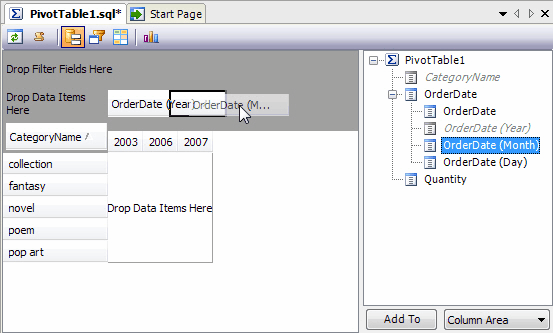 PivotTable1.sql*
Start Page
Drop Filter Fields Here
Drop Data Items
Here
OrderDate (Year)
OrderDate (M...
CategoryName
2003 2006 2007
collection
fantasy
novel
poem
pop art
Drop Data Items Here
PivotTable1
CategoryName
OrderDate
OrderDate
OrderDate (Year)
OrderDate (Month)
OrderDate (Day)
Quantity
Add To
Column Area